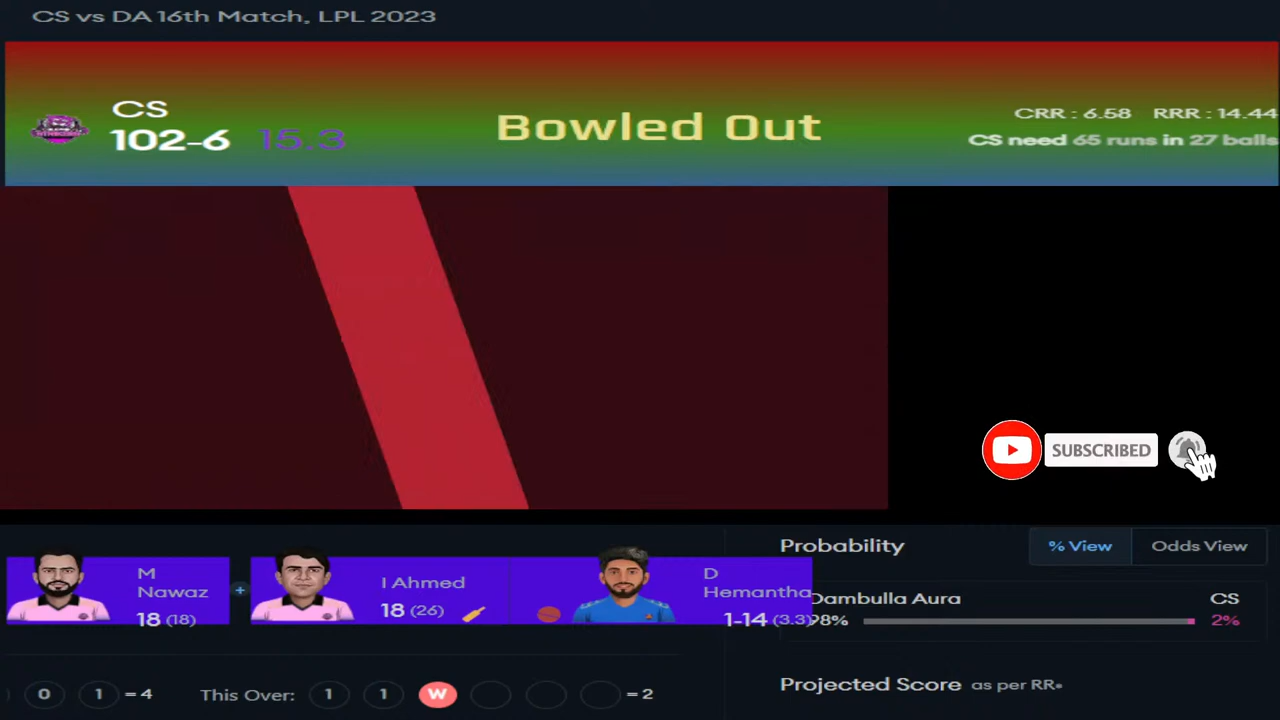 CS vs DA 16th Match, LPL 2023
CS
102-6 15.3
Bowled Out
CRR : 6.58 RRR : 14.44
CS need 65 runs in 27 balls
SUBSCRIBED
M
Nawaz
18 (18)
I Ahmed
18 (26)
D
Hemantha
1-14 (3.3)
Probability
% View
Odds View
Dambulla Aura
CS
98%
2%
0 1 = 4
This Over: 1 1 W = 2
Projected Score as per RR